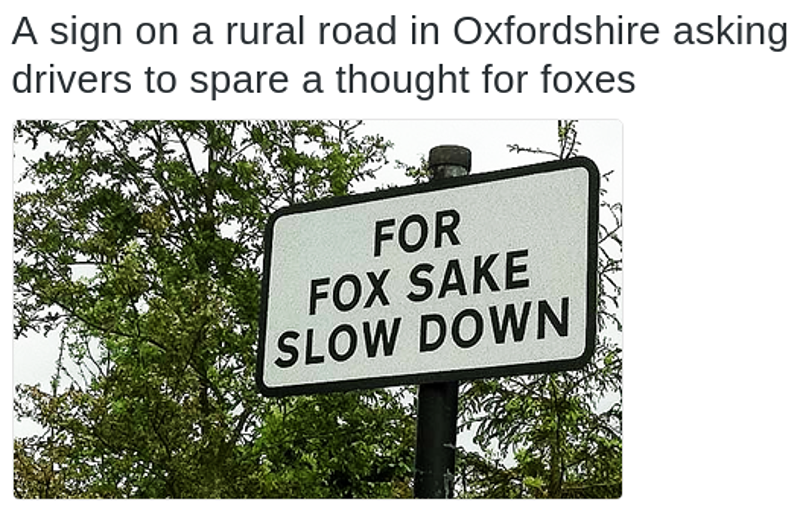 A sign on a rural road in Oxfordshire asking
drivers to spare a thought for foxes
FOR
FOX SAKE
SLOW DOWN